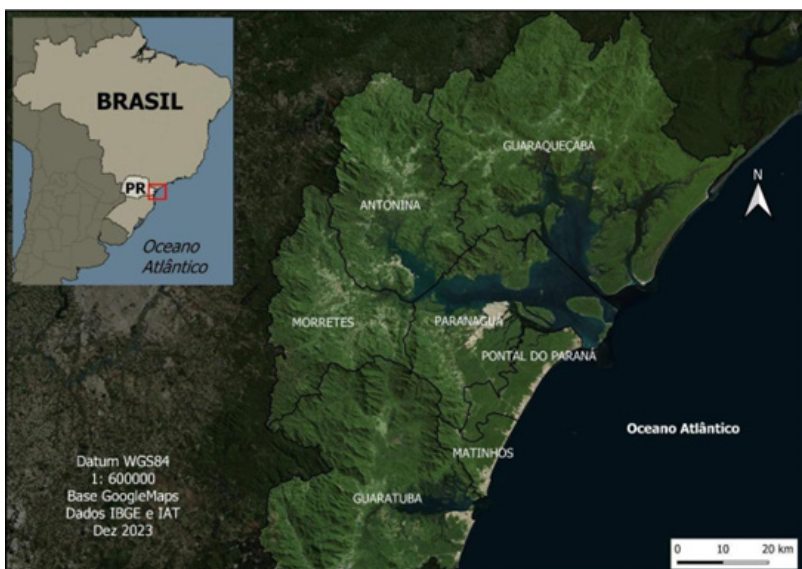 BRASIL
PR
Oceano
Atlântico
GUARAQUEÇABA
N
ANTONINA
MORRETES
PARANAGUÁ
PONTAL DO PARANÁ
Oceano Atlântico
MATINHOS
GUARATUBA
Datum WGS84
1: 600000
Base GoogleMaps
Dados IBGE e IAT
Dez 2023
0 10 20 km